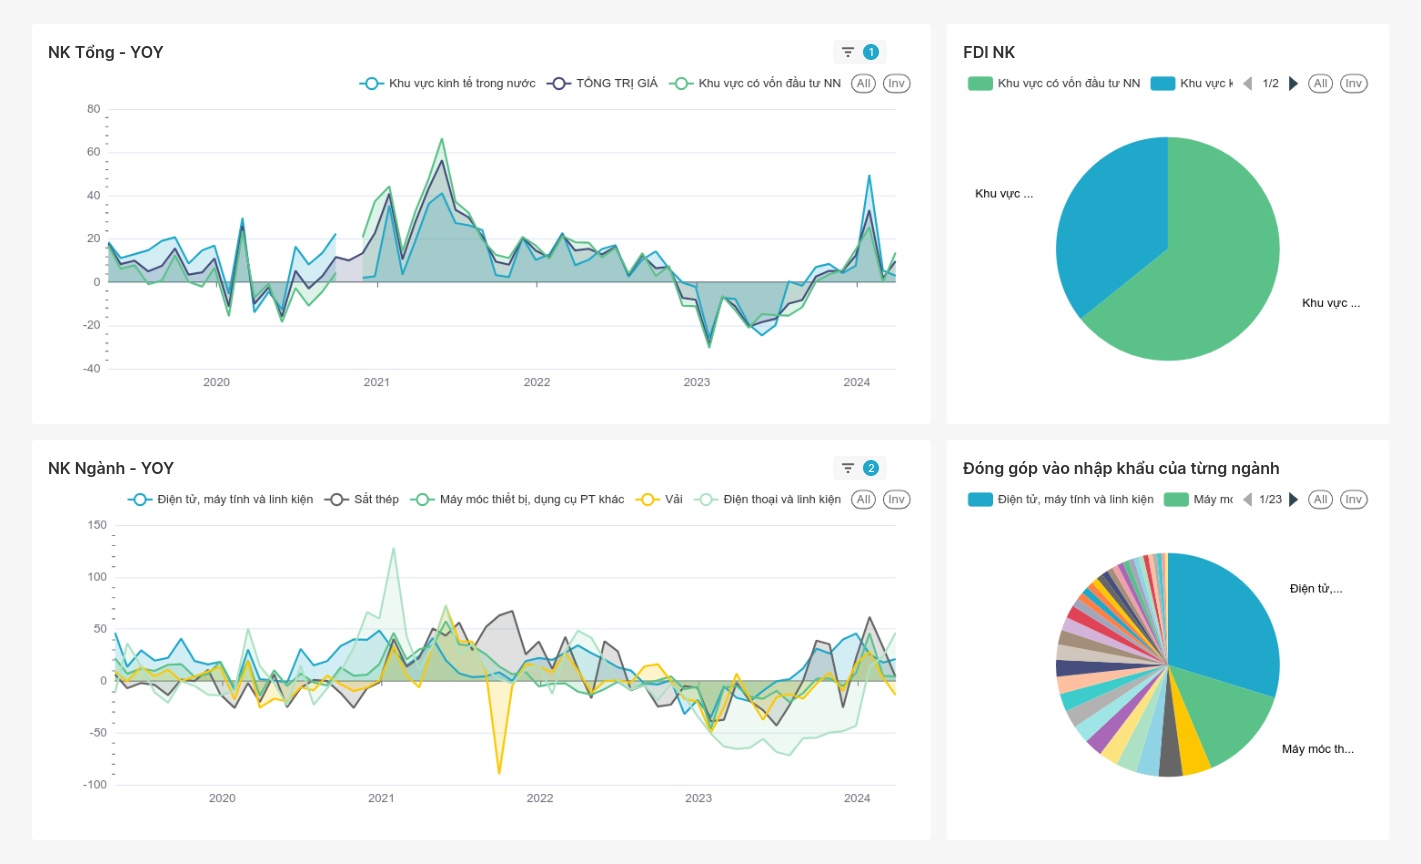 NK Tổng - YOY
1
Khu vực kinh tế trong nước TỔNG TRỊ GIÁ Khu vực có vốn đầu tư NN All Inv
80
60
40
20
0
-20
-40
2020 2021 2022 2023 2024
FDI NK
Khu vực có vốn đầu tư NN Khu vực k 1/2 All Inv
Khu vực ...
Khu vực ...
NK Ngành - YOY
2
Điện tử, máy tính và linh kiện Sắt thép Máy móc thiết bị, dụng cụ PT khác Vải Điện thoại và linh kiện All Inv
150
100
50
0
-50
-100
2020 2021 2022 2023 2024
Đóng góp vào nhập khẩu của từng ngành
Điện tử, máy tính và linh kiện Máy mó 1/23 All Inv
Điện tử,...
Máy móc th...